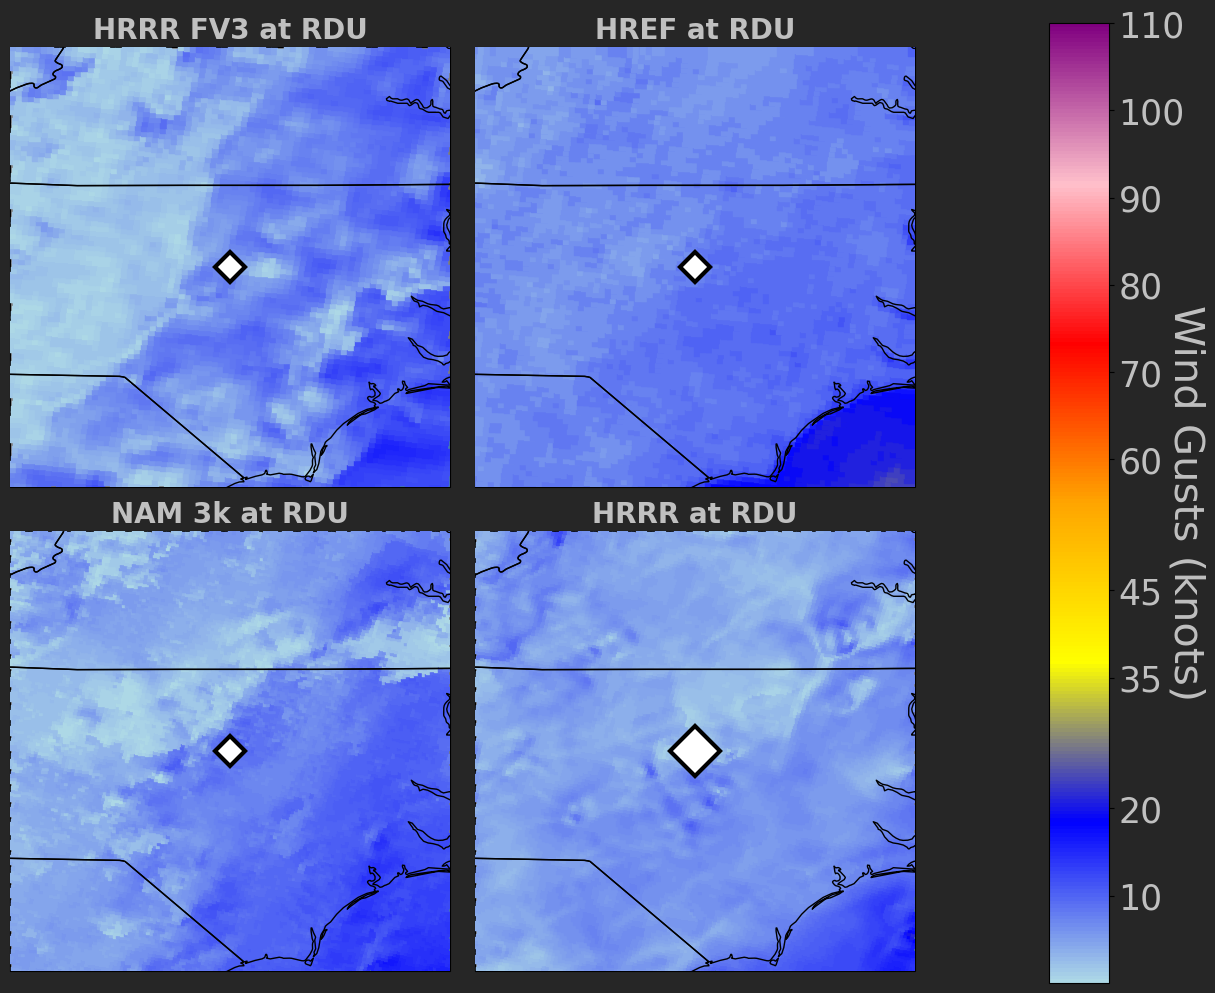 HRRR FV3 at RDU
HREF at RDU
NAM 3k at RDU
HRRR at RDU
110
100
90
80
70
60
45
35
20
10
Wind Gusts (knots)